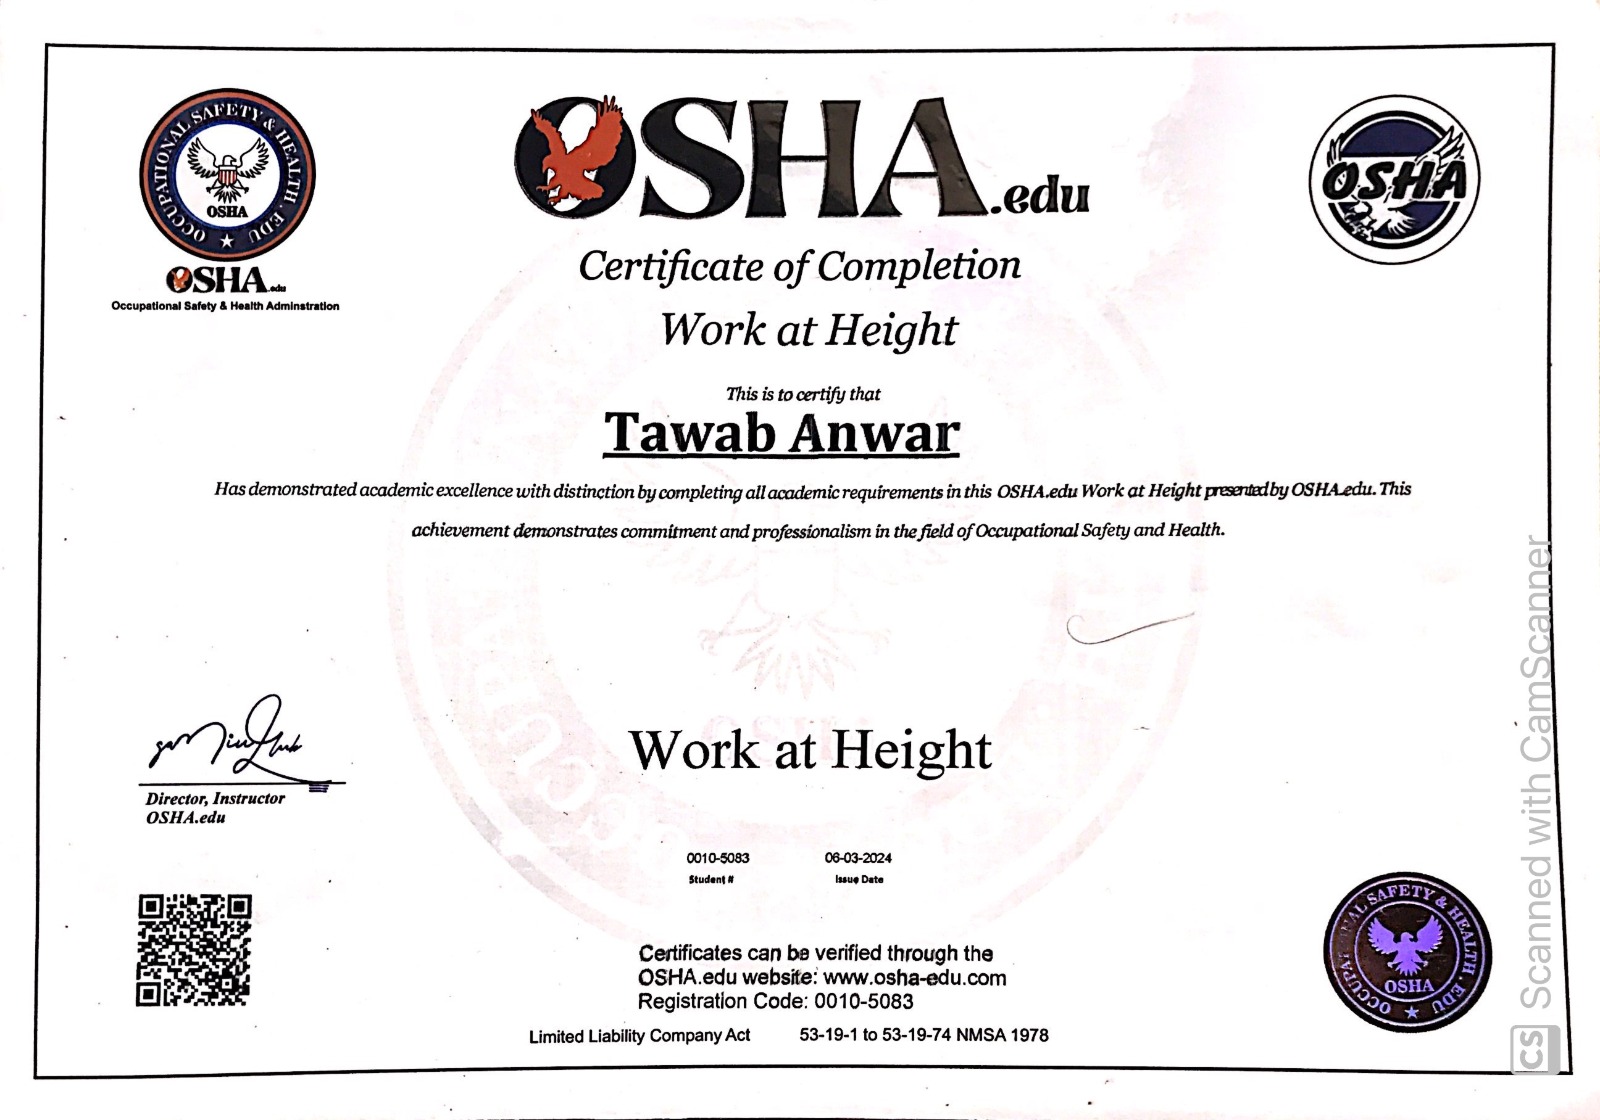 OCCUPATIONAL SAFETY & HEALTH . EDU
OSHA
OSHA.edu
Occupational Safety & Health Adminstration
OSHA.edu
OSHA
Certificate of Completion
Work at Height
This is to certify that
Tawab Anwar
Has demonstrated academic excellence with distinction by completing all academic requirements in this OSHA.edu Work at Height presented by OSHA.edu. This
achievement demonstrates commitment and professionalism in the field of Occupational Safety and Health.
Work at Height
Director, Instructor
OSHA.edu
0010-5083
Student #
06-03-2024
Issue Date
Certificates can be verified through the
OSHA.edu website: www.osha-edu.com
Registration Code: 0010-5083
Limited Liability Company Act 53-19-1 to 53-19-74 NMSA 1978
OCCUPATIONAL SAFETY & HEALTH . EDU
OSHA
CS Scanned with CamScanner